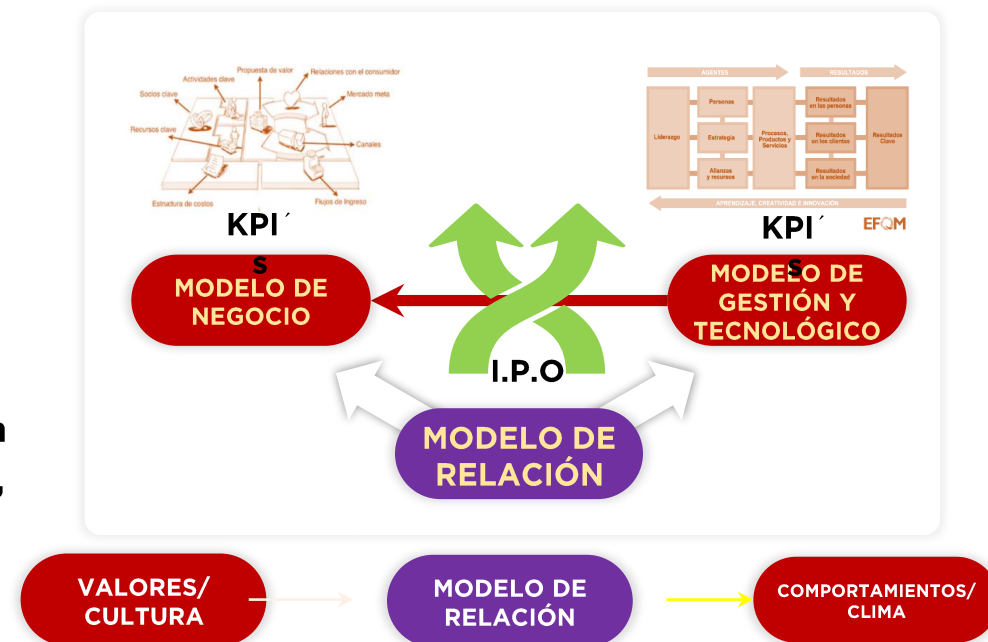 Propuesta de valor
Relaciones con el consumidor
Actividades clave
Mercado meta
Socios clave
Recursos clave
Canales
Estructura de costos
Flujos de Ingreso
AGENTES
RESULTADOS
Liderazgo
Personas
Estrategia
Alianzas
y recursos
Procesos,
Productos y
Servicios
Resultados
en las personas
Resultados
en los clientes
Resultados
en la sociedad
Resultados
Clave
APRENDIZAJE, CREATIVIDAD E INNOVACIÓN
EFQM
KPI´
s
KPI´
s
MODELO DE
NEGOCIO
MODELO DE
GESTIÓN Y
TECNOLÓGICO
I.P.O
MODELO DE
RELACIÓN
VALORES/
CULTURA
MODELO DE
RELACIÓN
COMPORTAMIENTOS/
CLIMA